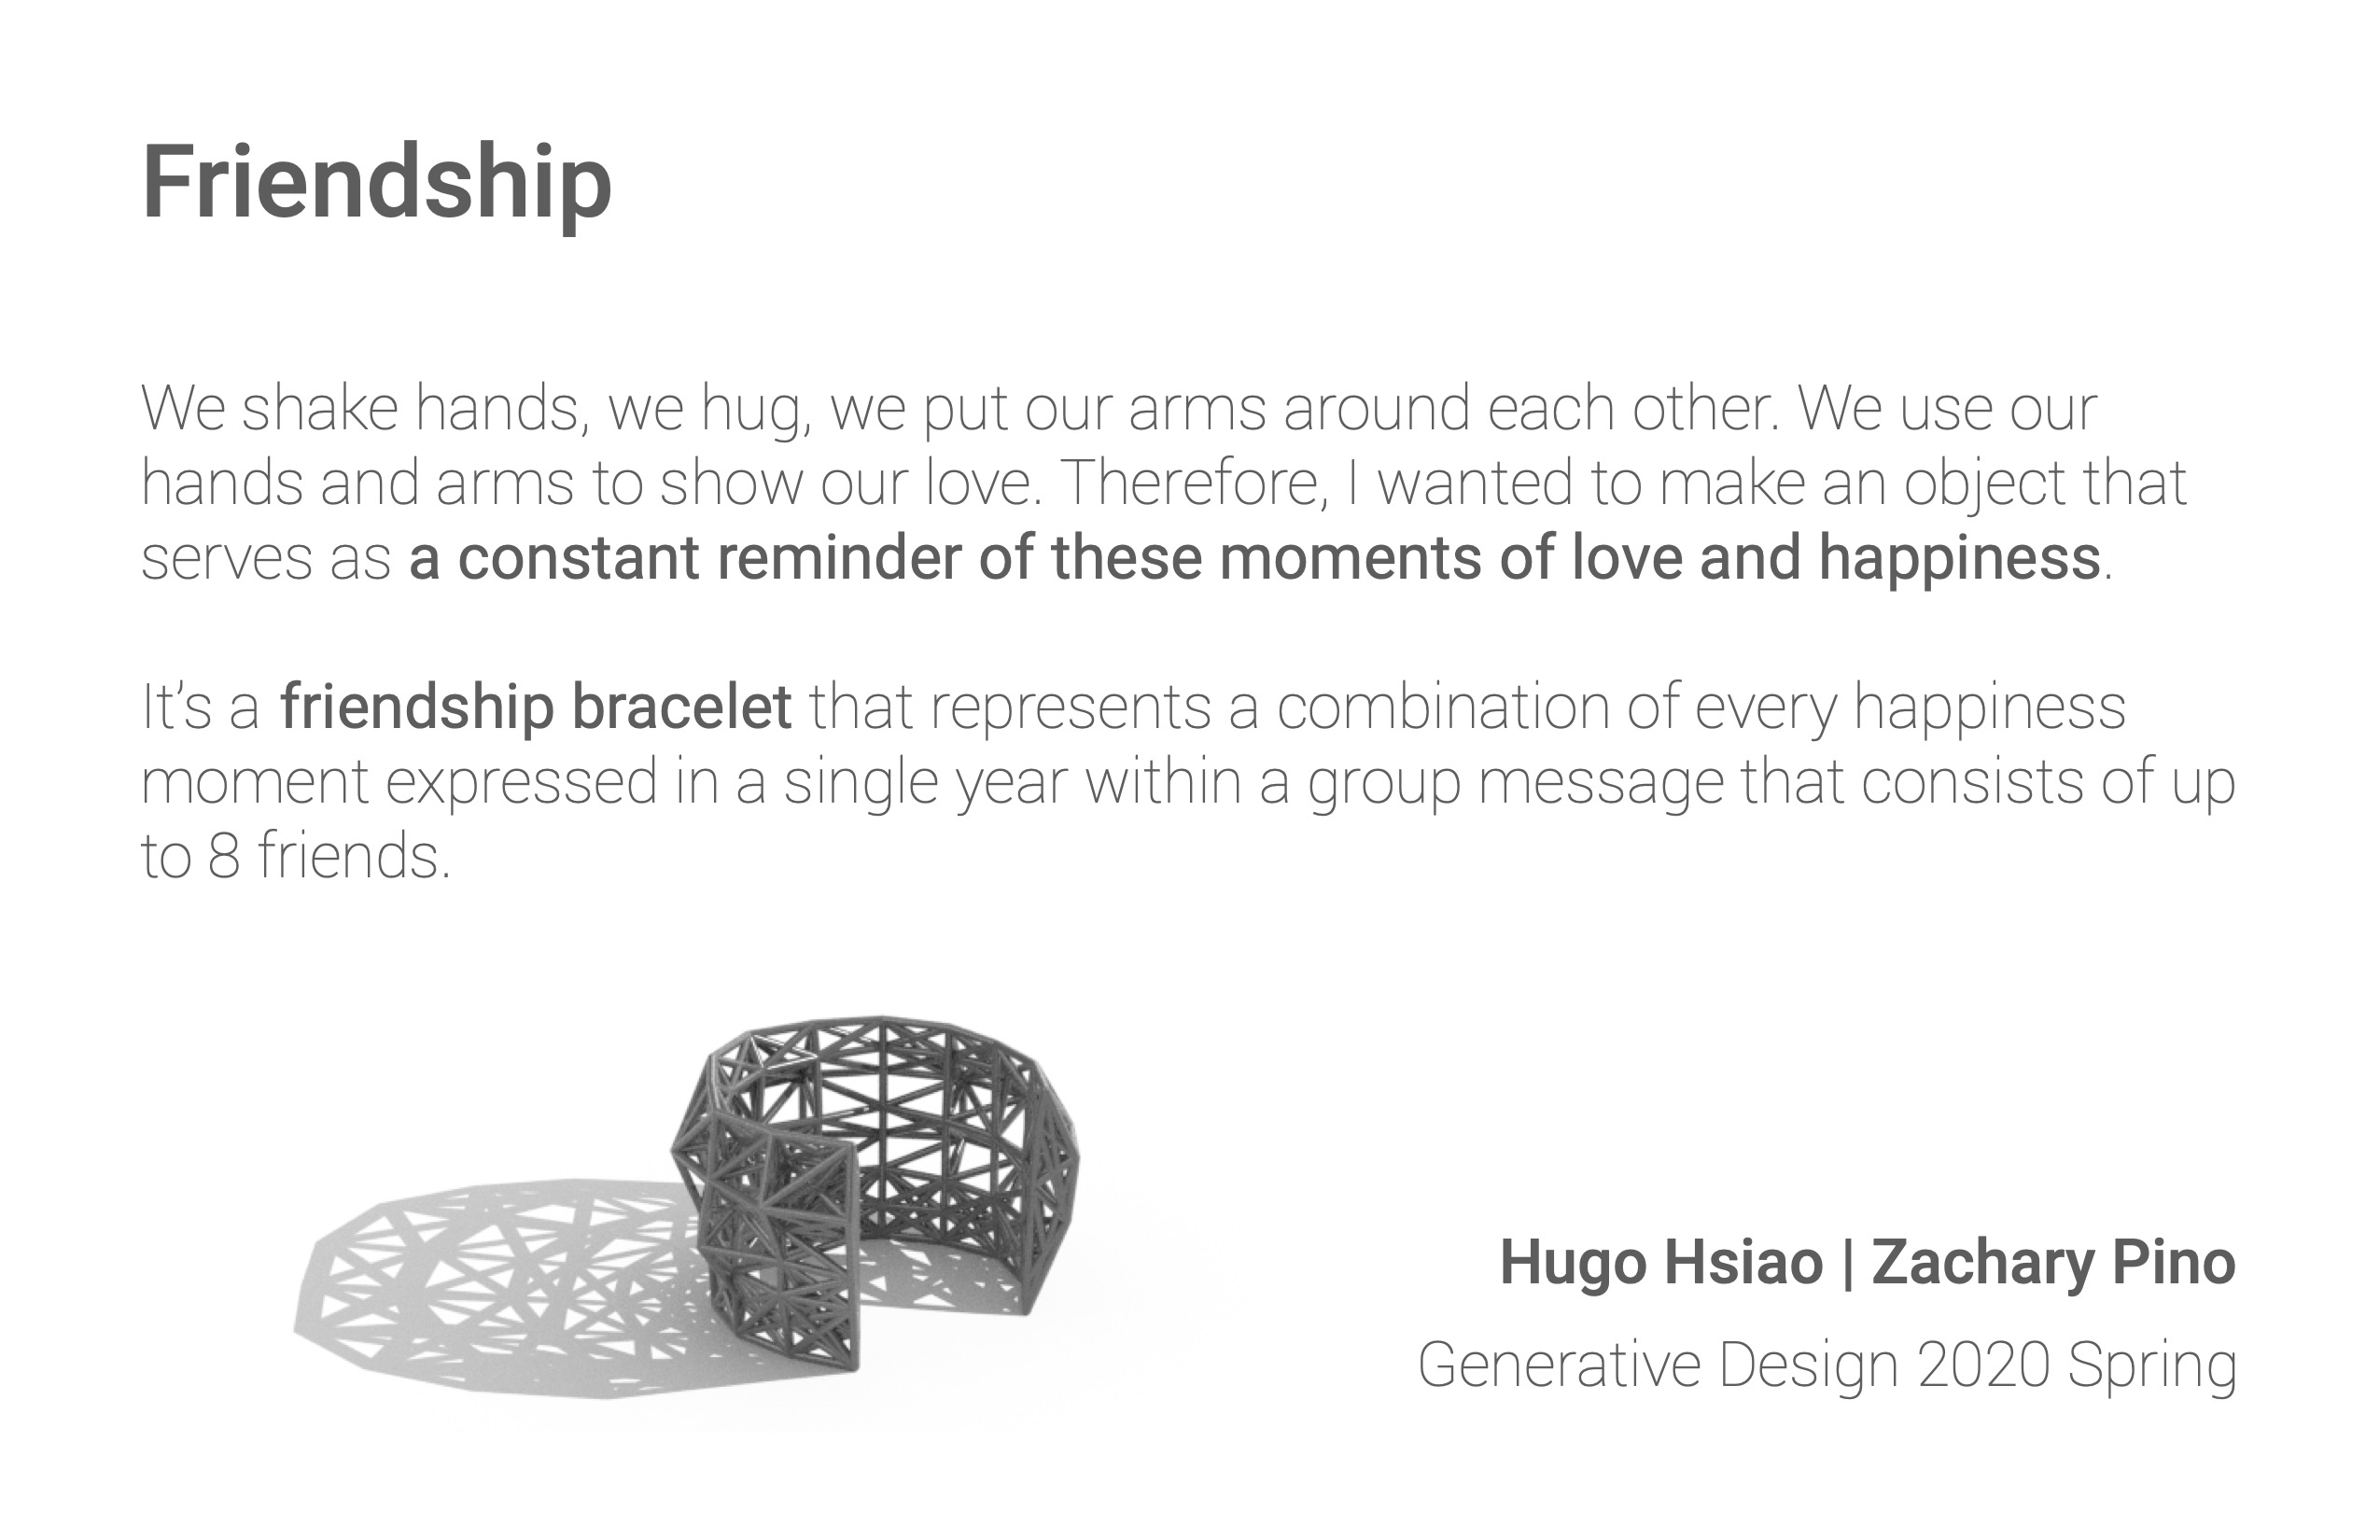 Friendship
We shake hands, we hug, we put our arms around each other. We use our
hands and arms to show our love. Therefore, I wanted to make an object that
serves as a constant reminder of these moments of love and happiness.
It’s a friendship bracelet that represents a combination of every happiness
moment expressed in a single year within a group message that consists of up
to 8 friends.
Hugo Hsiao | Zachary Pino
Generative Design 2020 Spring